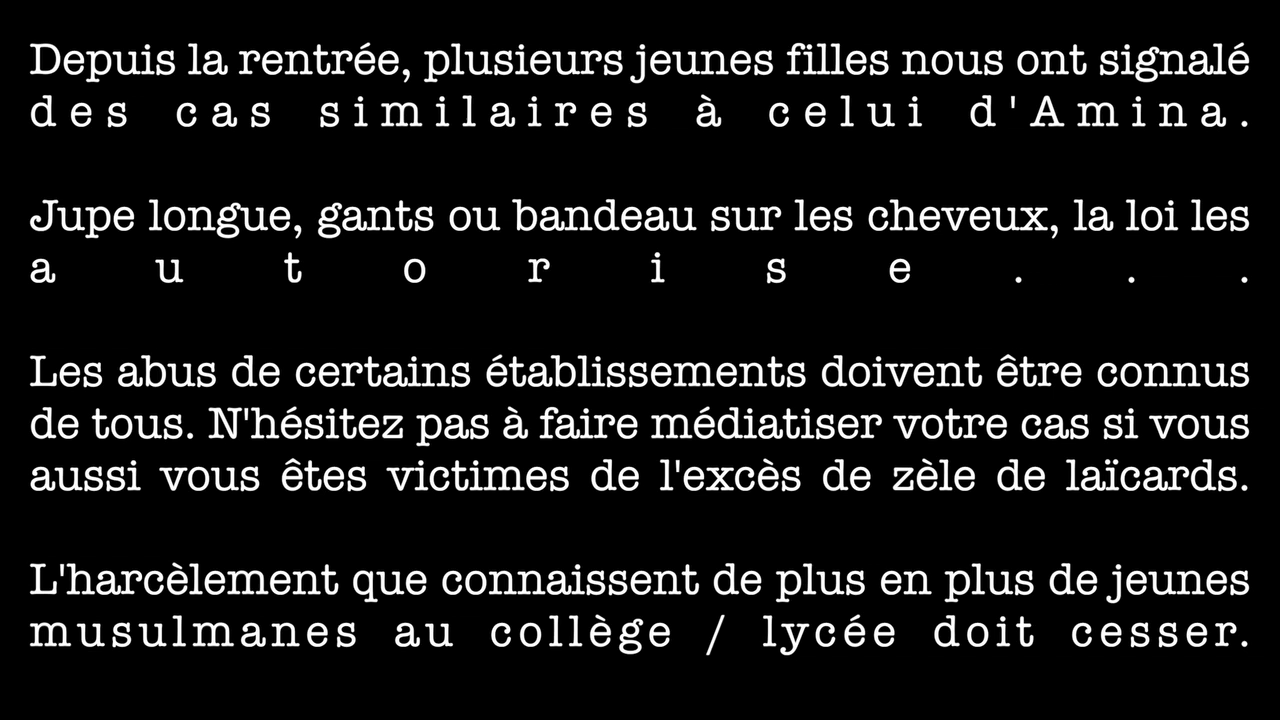 Depuis la rentrée, plusieurs jeunes filles nous ont signalé
des cas similaires à celui d'Amina.
Jupe longue, gants ou bandeau sur les cheveux, la loi les
autorise...
Les abus de certains établissements doivent être connus
de tous. N'hésitez pas à faire médiatiser votre cas si vous
aussi vous êtes victimes de l'excès de zèle de laïcards.
L'harcèlement que connaissent de plus en plus de jeunes
musulmanes au collège / lycée doit cesser.